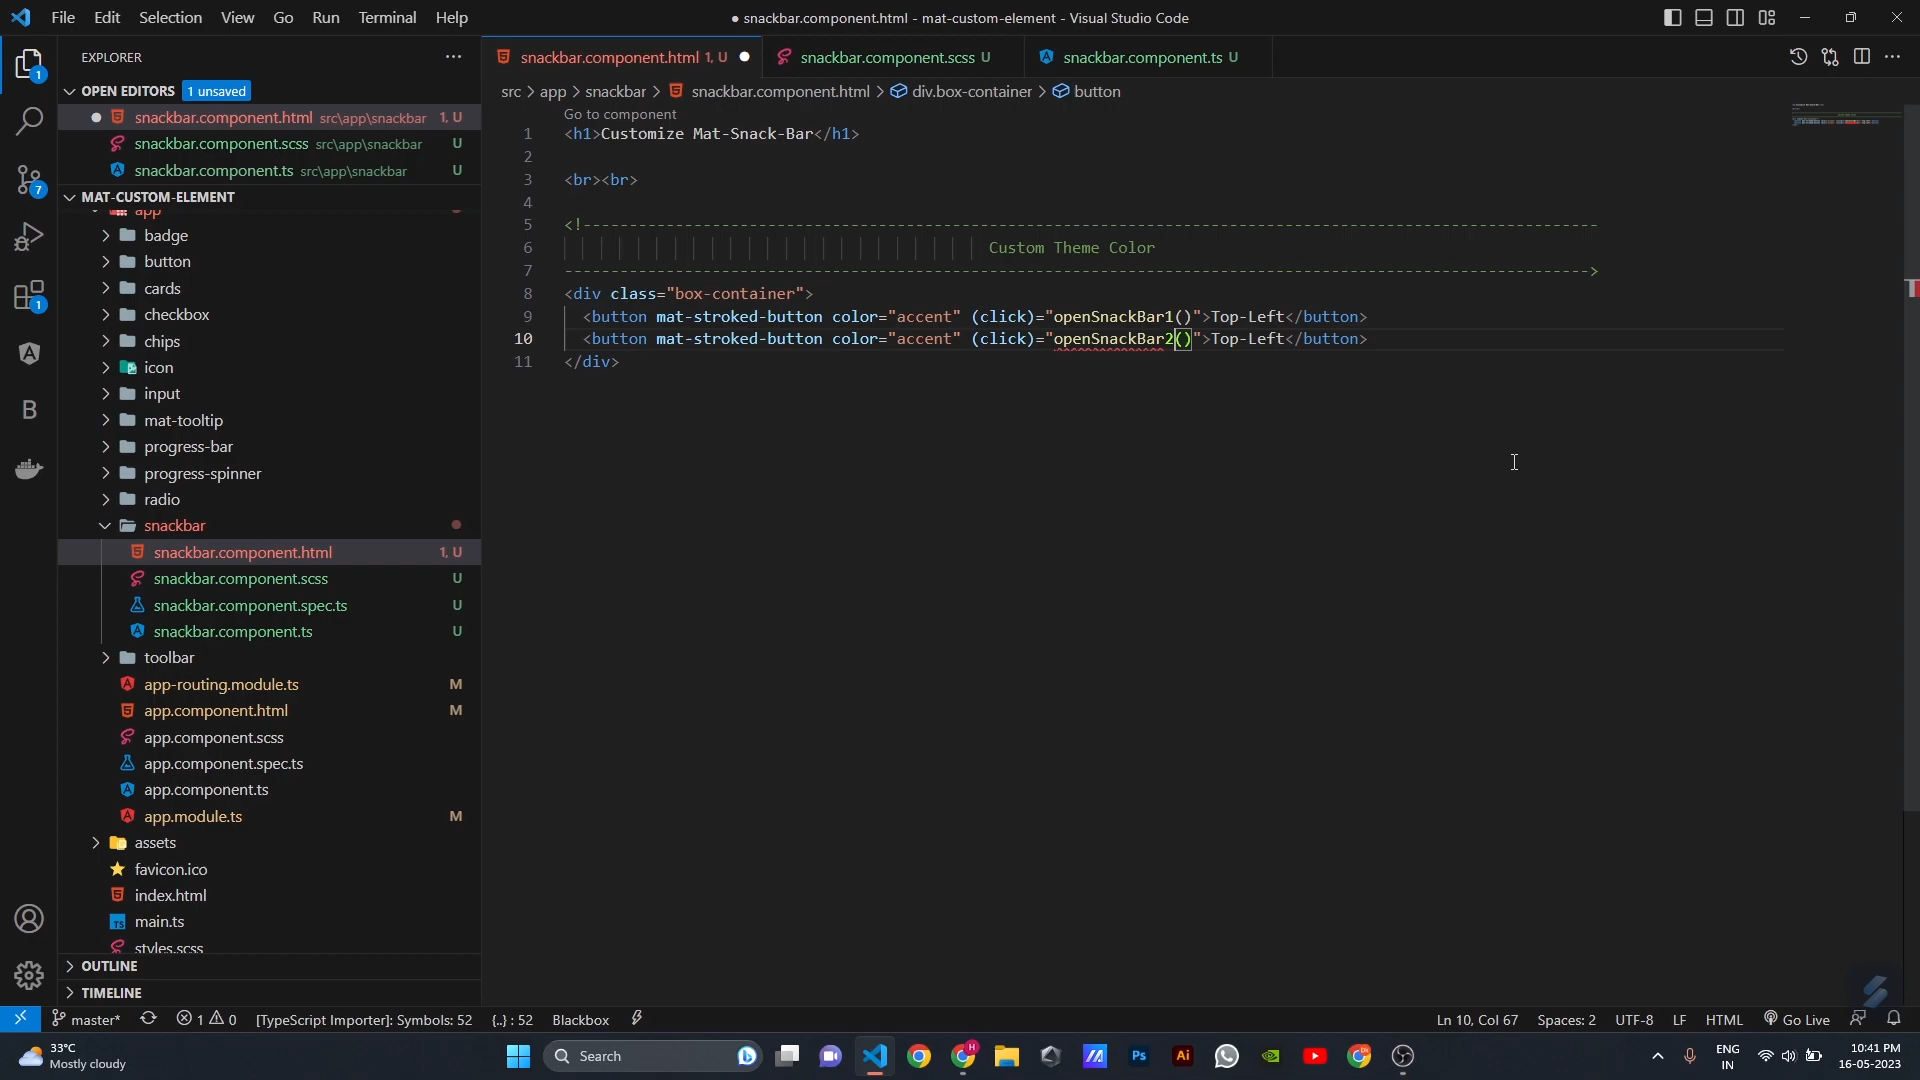 File Edit Selection View Go Run Terminal Help
● snackbar.component.html - mat-custom-element - Visual Studio Code
EXPLORER
OPEN EDITORS 1 unsaved
snackbar.component.html src\app\snackbar 1, U
snackbar.component.scss src\app\snackbar U
snackbar.component.ts src\app\snackbar U
MAT-CUSTOM-ELEMENT
app
badge
button
cards
checkbox
chips
icon
input
mat-tooltip
progress-bar
progress-spinner
radio
snackbar
snackbar.component.html 1, U
snackbar.component.scss U
snackbar.component.spec.ts U
snackbar.component.ts U
toolbar
app-routing.module.ts M
app.component.html M
app.component.scss
app.component.spec.ts
app.component.ts
app.module.ts M
assets
favicon.ico
index.html
main.ts
styles.scss
OUTLINE
TIMELINE
snackbar.component.html 1, U
snackbar.component.scss U
snackbar.component.ts U
src > app > snackbar > snackbar.component.html > div.box-container > button
Go to component
1 <h1>Customize Mat-Snack-Bar</h1>
2
3 <br><br>
4
5 <!--------------------------------------------------------------------------------------------------------------
6 Custom Theme Color
7 ---------------------------------------------------------------------------------------------------------------->
8 <div class="box-container">
9 <button mat-stroked-button color="accent" (click)="openSnackBar1()">Top-Left</button>
10 <button mat-stroked-button color="accent" (click)="openSnackBar2()">Top-Left</button>
11 </div>
master* 1 0 [TypeScript Importer]: Symbols: 52 {..} : 52 Blackbox
Ln 10, Col 67 Spaces: 2 UTF-8 LF HTML Go Live
33°C
Mostly cloudy
Search
ENG
IN
10:41 PM
16-05-2023